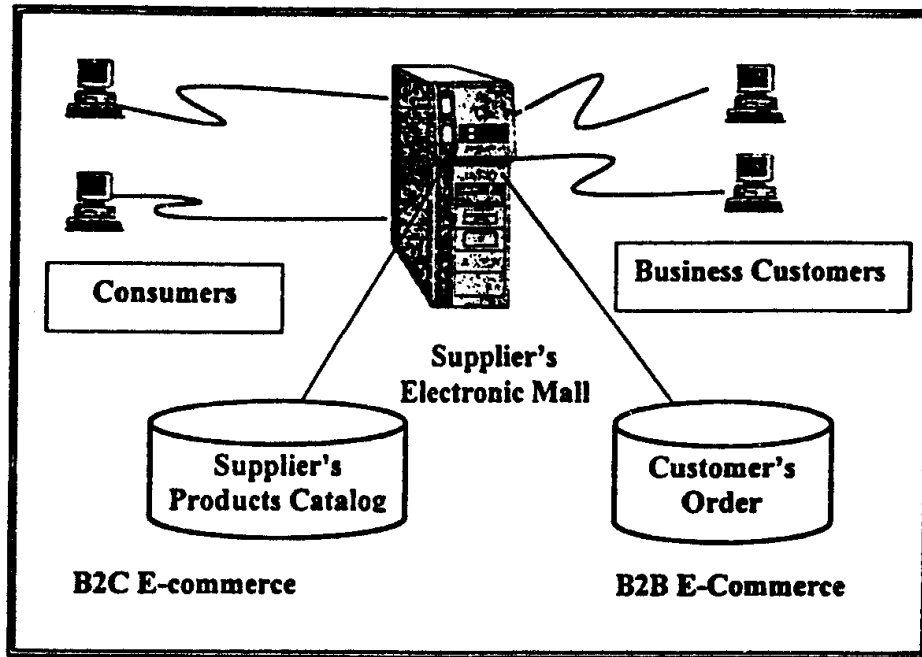 Consumers
Business Customers
Supplier's
Electronic Mall
Supplier's
Products Catalog
Customer's
Order
B2C E-commerce
B2B E-Commerce